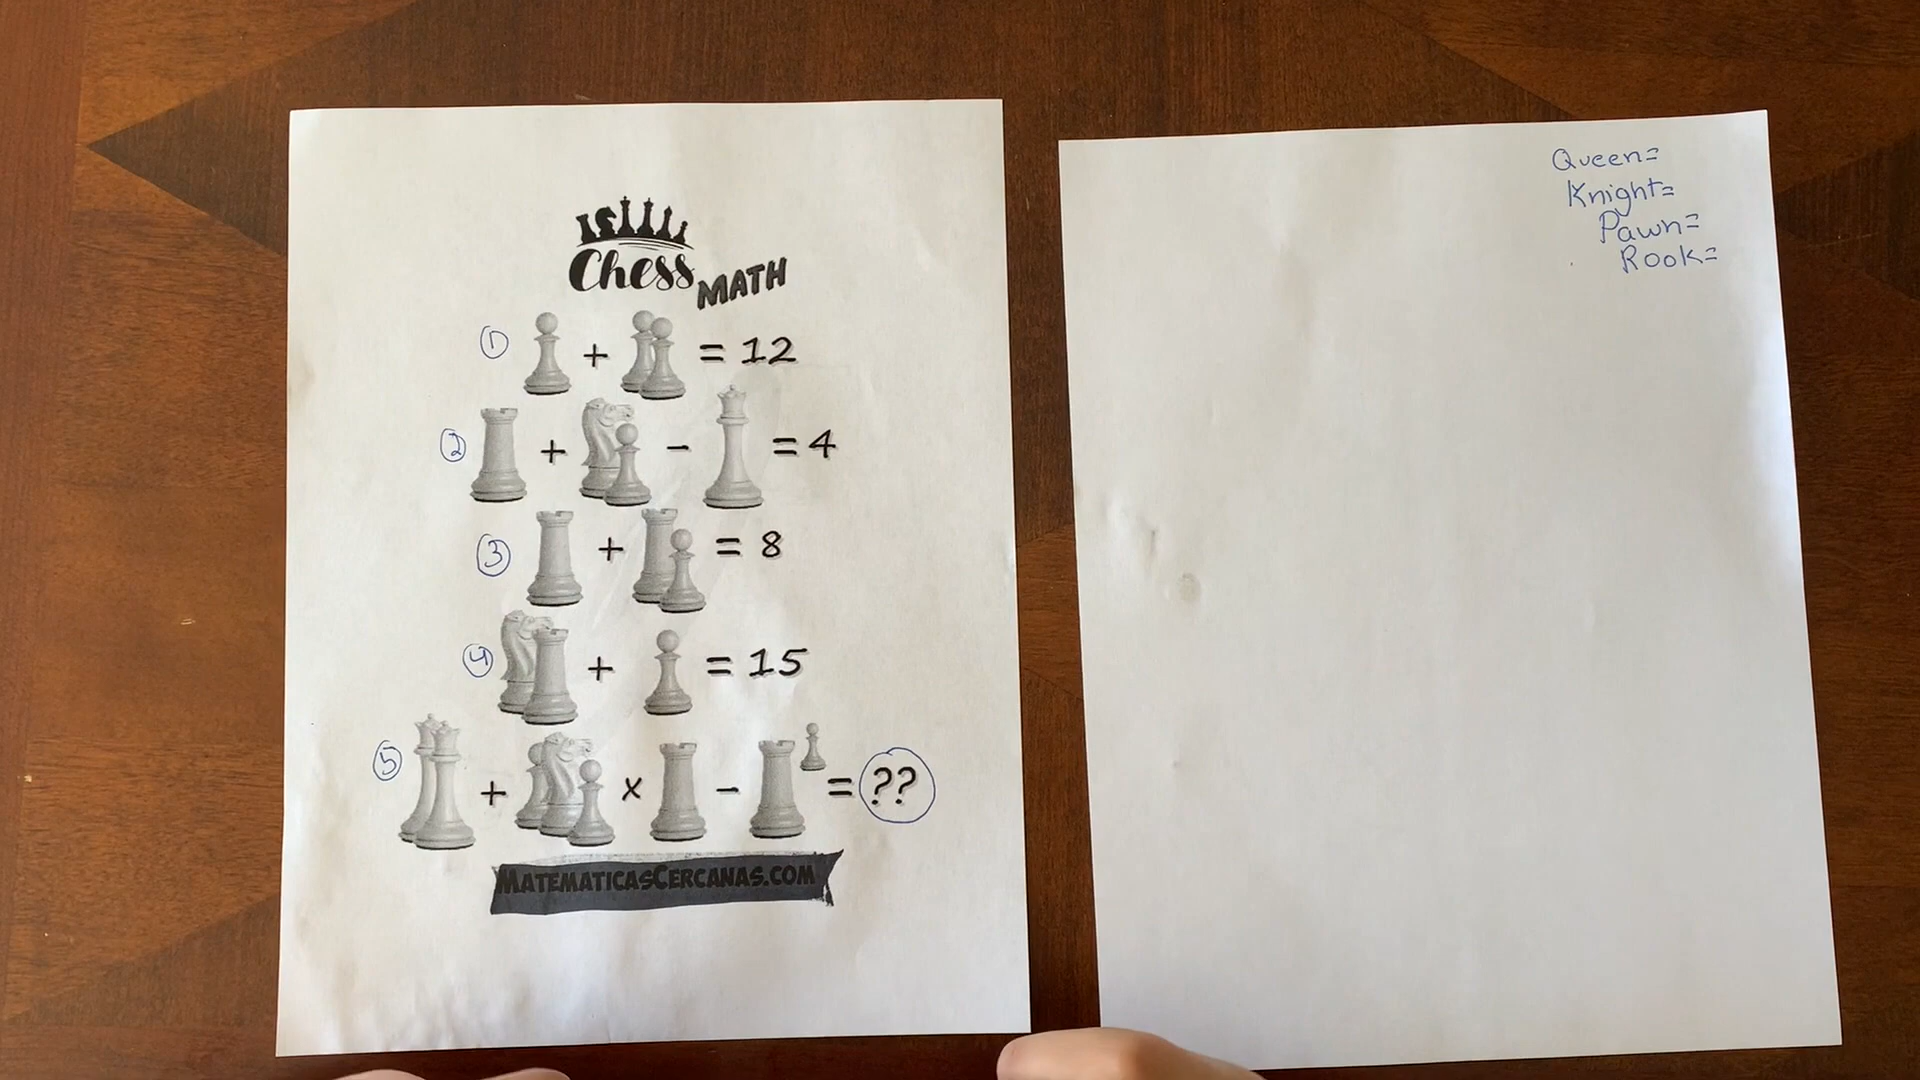 Chess MATH
① + = 12
② + - = 4
③ + = 8
④ + = 15
⑤ + x - = ??
MATEMATICASCERCANAS.COM
Queen=
Knight=
Pawn=
Rook=